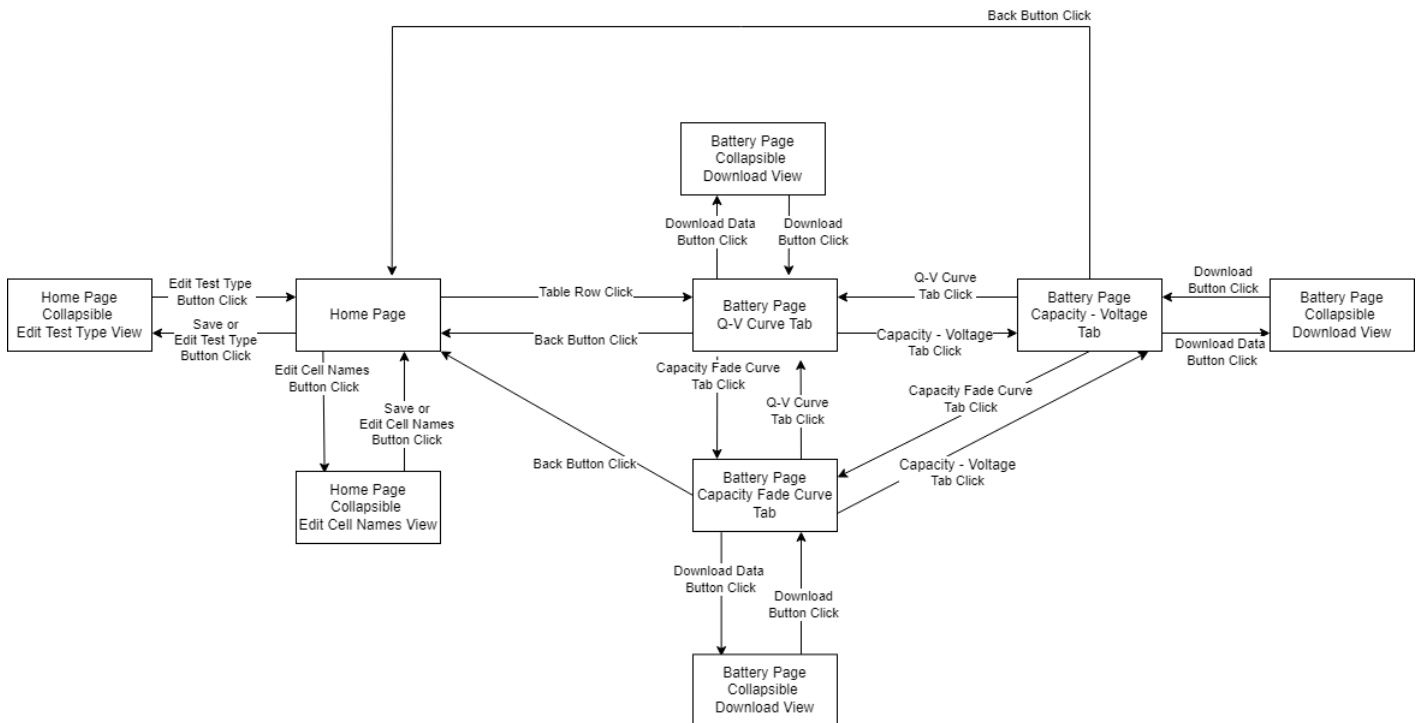 Back Button Click
Battery Page
Collapsible
Download View
Download Data
Button Click
Download
Button Click
Home Page
Collapsible
Edit Test Type View
Edit Test Type
Button Click
Save or
Edit Test Type
Button Click
Home Page
Table Row Click
Back Button Click
Battery Page
Q-V Curve Tab
Q-V Curve
Tab Click
Capacity - Voltage
Tab Click
Battery Page
Capacity - Voltage
Tab
Download
Button Click
Download Data
Button Click
Battery Page
Collapsible
Download View
Edit Cell Names
Button Click
Save or
Edit Cell Names
Button Click
Capacity Fade Curve
Tab Click
Q-V Curve
Tab Click
Capacity Fade Curve
Tab Click
Capacity - Voltage
Tab Click
Back Button Click
Home Page
Collapsible
Edit Cell Names View
Battery Page
Capacity Fade Curve
Tab
Download Data
Button Click
Download
Button Click
Battery Page
Collapsible
Download View